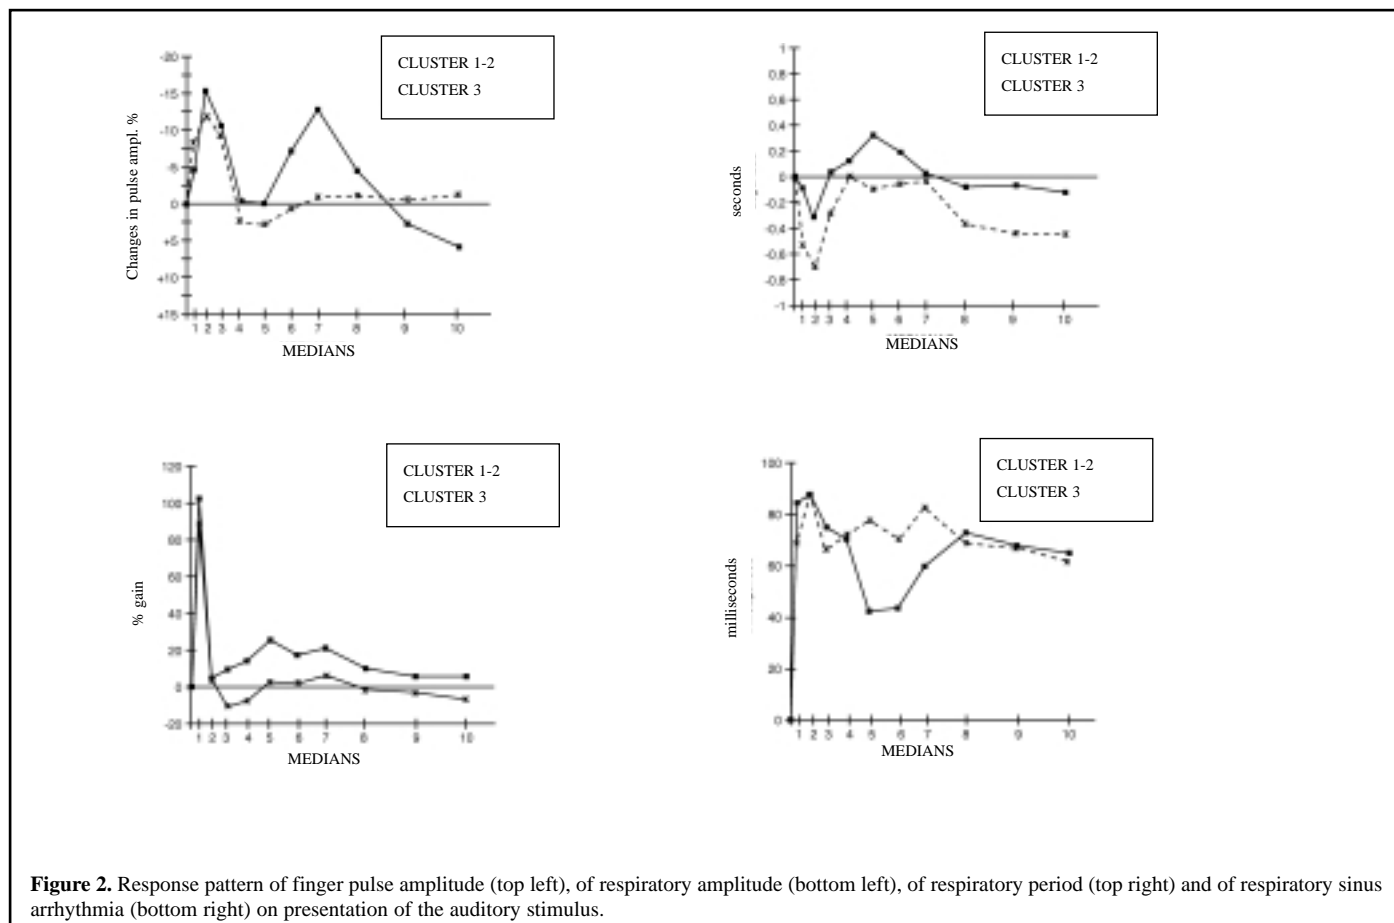 CLUSTER 1-2
CLUSTER 3
-20
-15
-10
-5
0
+5
+10
+15
Changes in pulse ampl. %
1 2 3 4 5 6 7 8 9 10
MEDIANS
CLUSTER 1-2
CLUSTER 3
1
0.8
0.6
0.4
0.2
0
-0.2
-0.4
-0.6
-0.8
-1
seconds
1 2 3 4 5 6 7 8 9 10
MEDIANS
CLUSTER 1-2
CLUSTER 3
120
100
80
60
40
20
0
-20
% gain
1 2 3 4 5 6 7 8 9 10
MEDIANS
CLUSTER 1-2
CLUSTER 3
100
80
60
40
20
0
milliseconds
1 2 3 4 5 6 7 8 9 10
MEDIANS
Figure 2. Response pattern of finger pulse amplitude (top left), of respiratory amplitude (bottom left), of respiratory period (top right) and of respiratory sinus
arrhythmia (bottom right) on presentation of the auditory stimulus.